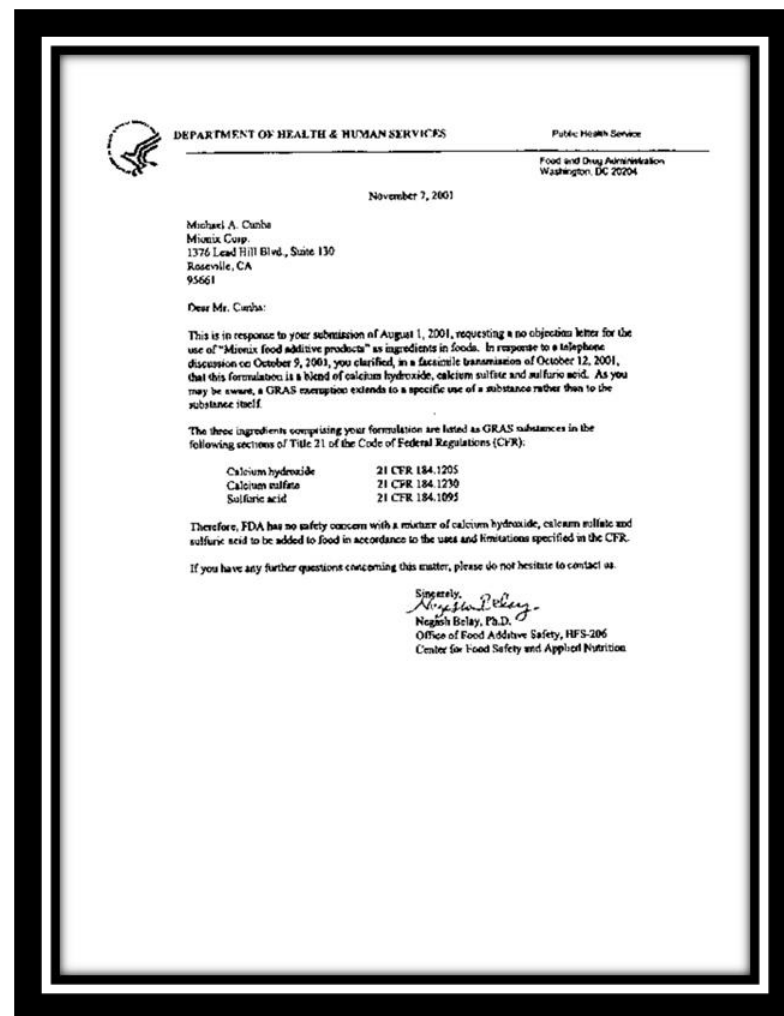 DEPARTMENT OF HEALTH & HUMAN SERVICES
Public Health Service
Food and Drug Administration
Washington, DC 20204
November 7, 2001
Michael A. Cunha
Mionix Corp.
1376 Lead Hill Blvd., Suite 130
Roseville, CA
95661
Dear Mr. Cunha:
This is in response to your submission of August 1, 2001, requesting a no objection letter for the
use of "Mionix food additive products" as ingredients in foods. In response to a telephone
discussion on October 9, 2001, you clarified, in a facsimile transmission of October 12, 2001,
that this formulation is a blend of calcium hydroxide, calcium sulfate and sulfuric acid. As you
may be aware, a GRAS exemption extends to a specific use of a substance rather than to the
substance itself.
The three ingredients comprising your formulation are listed as GRAS substances in the
following sections of Title 21 of the Code of Federal Regulations (CFR):
Calcium hydroxide 21 CFR 184.1205
Calcium sulfate 21 CFR 184.1230
Sulfuric acid 21 CFR 184.1095
Therefore, FDA has no safety concern with a mixture of calcium hydroxide, calcium sulfate and
sulfuric acid to be added to food in accordance to the uses and limitations specified in the CFR.
If you have any further questions concerning this matter, please do not hesitate to contact us.
Sincerely,
Negash Belay
Negash Belay, Ph.D.
Office of Food Additive Safety, HFS-206
Center for Food Safety and Applied Nutrition